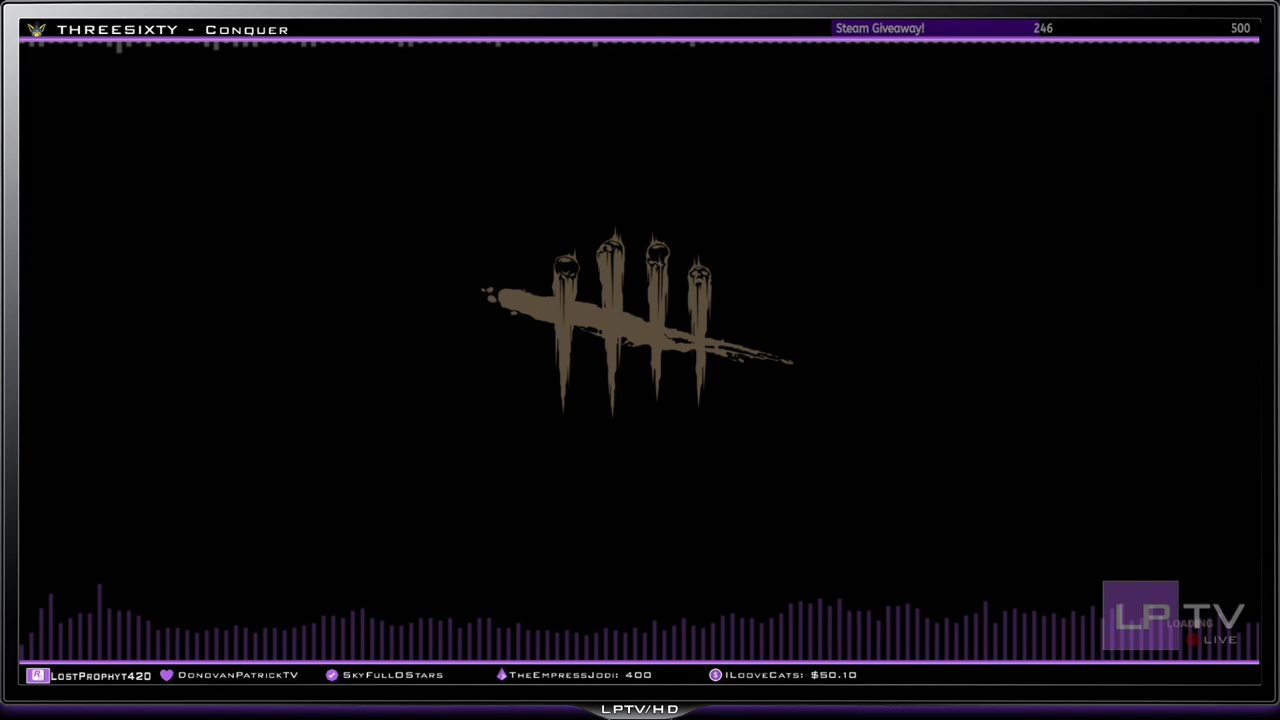 THREESIXTY - Conquer
Steam Giveaway! 246 500
LP TV
LOADING
LIVE
R LostProphyt420 DonovanPatrickTV SkyFullOStars TheEmpressJodi: 400 ILooveCats: $50.10
LPTV/HD